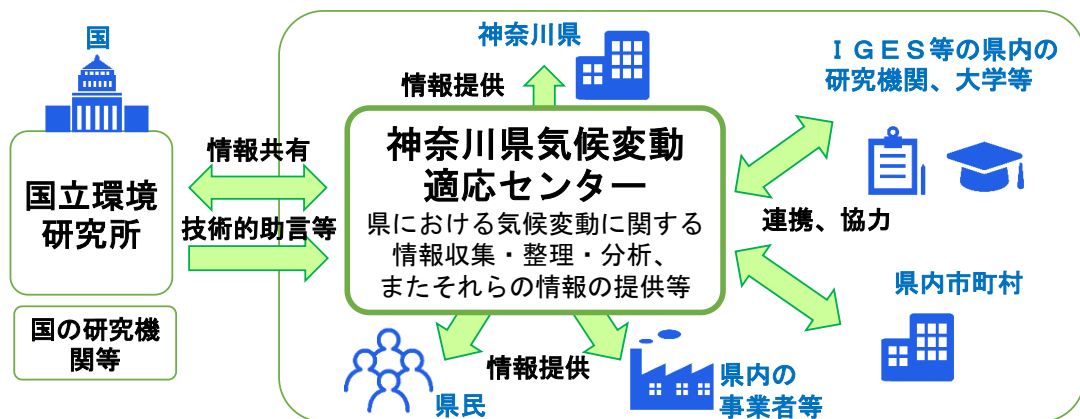 国
国立環境
研究所
国の研究機
関等
情報共有
技術的助言等
神奈川県
情報提供
神奈川県気候変動
適応センター
県における気候変動に関する
情報収集・整理・分析、
またそれらの情報の提供等
ＩＧＥＳ等の県内の
研究機関、大学等
連携、協力
県内市町村
情報提供
県民
県内の
事業者等